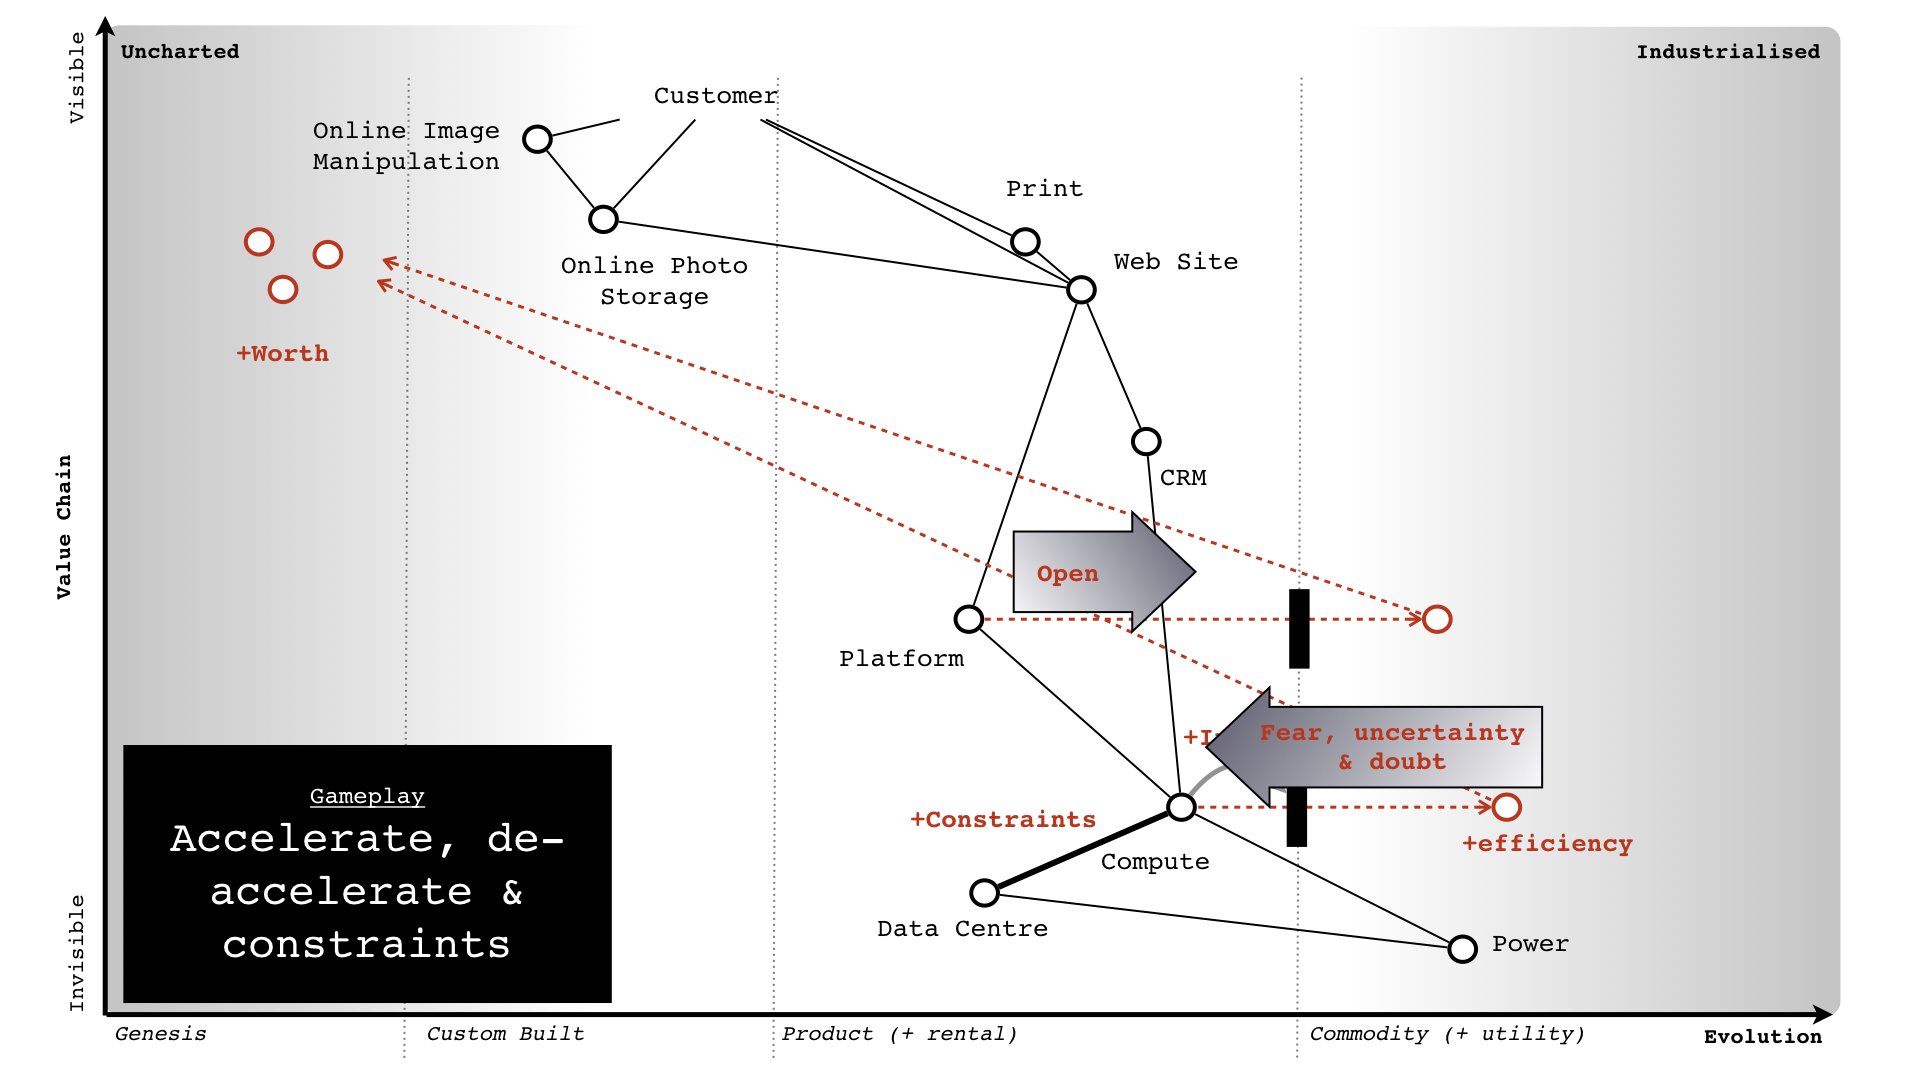 Uncharted
Industrialised
Visible
Customer
Online Image
Manipulation
Print
Web Site
Online Photo
Storage
+Worth
CRM
Value Chain
Open
Platform
Fear, uncertainty
& doubt
Gameplay
Accelerate, de-
accelerate &
constraints
+Constraints
+efficiency
Compute
Data Centre
Power
Invisible
Genesis
Custom Built
Product (+ rental)
Commodity (+ utility)
Evolution